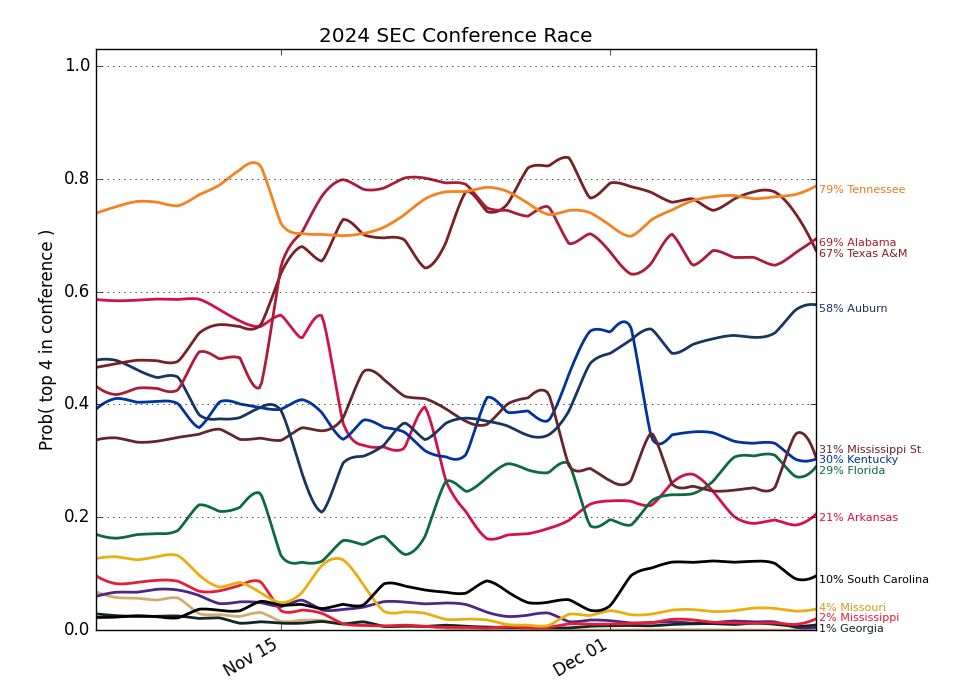 2024 SEC Conference Race
Prob( top 4 in conference )
1.0
0.8
0.6
0.4
0.2
0.0
Nov 15
Dec 01
79% Tennessee
69% Alabama
67% Texas A&M
58% Auburn
31% Mississippi St.
30% Kentucky
29% Florida
21% Arkansas
10% South Carolina
4% Missouri
2% Mississippi
1% Georgia